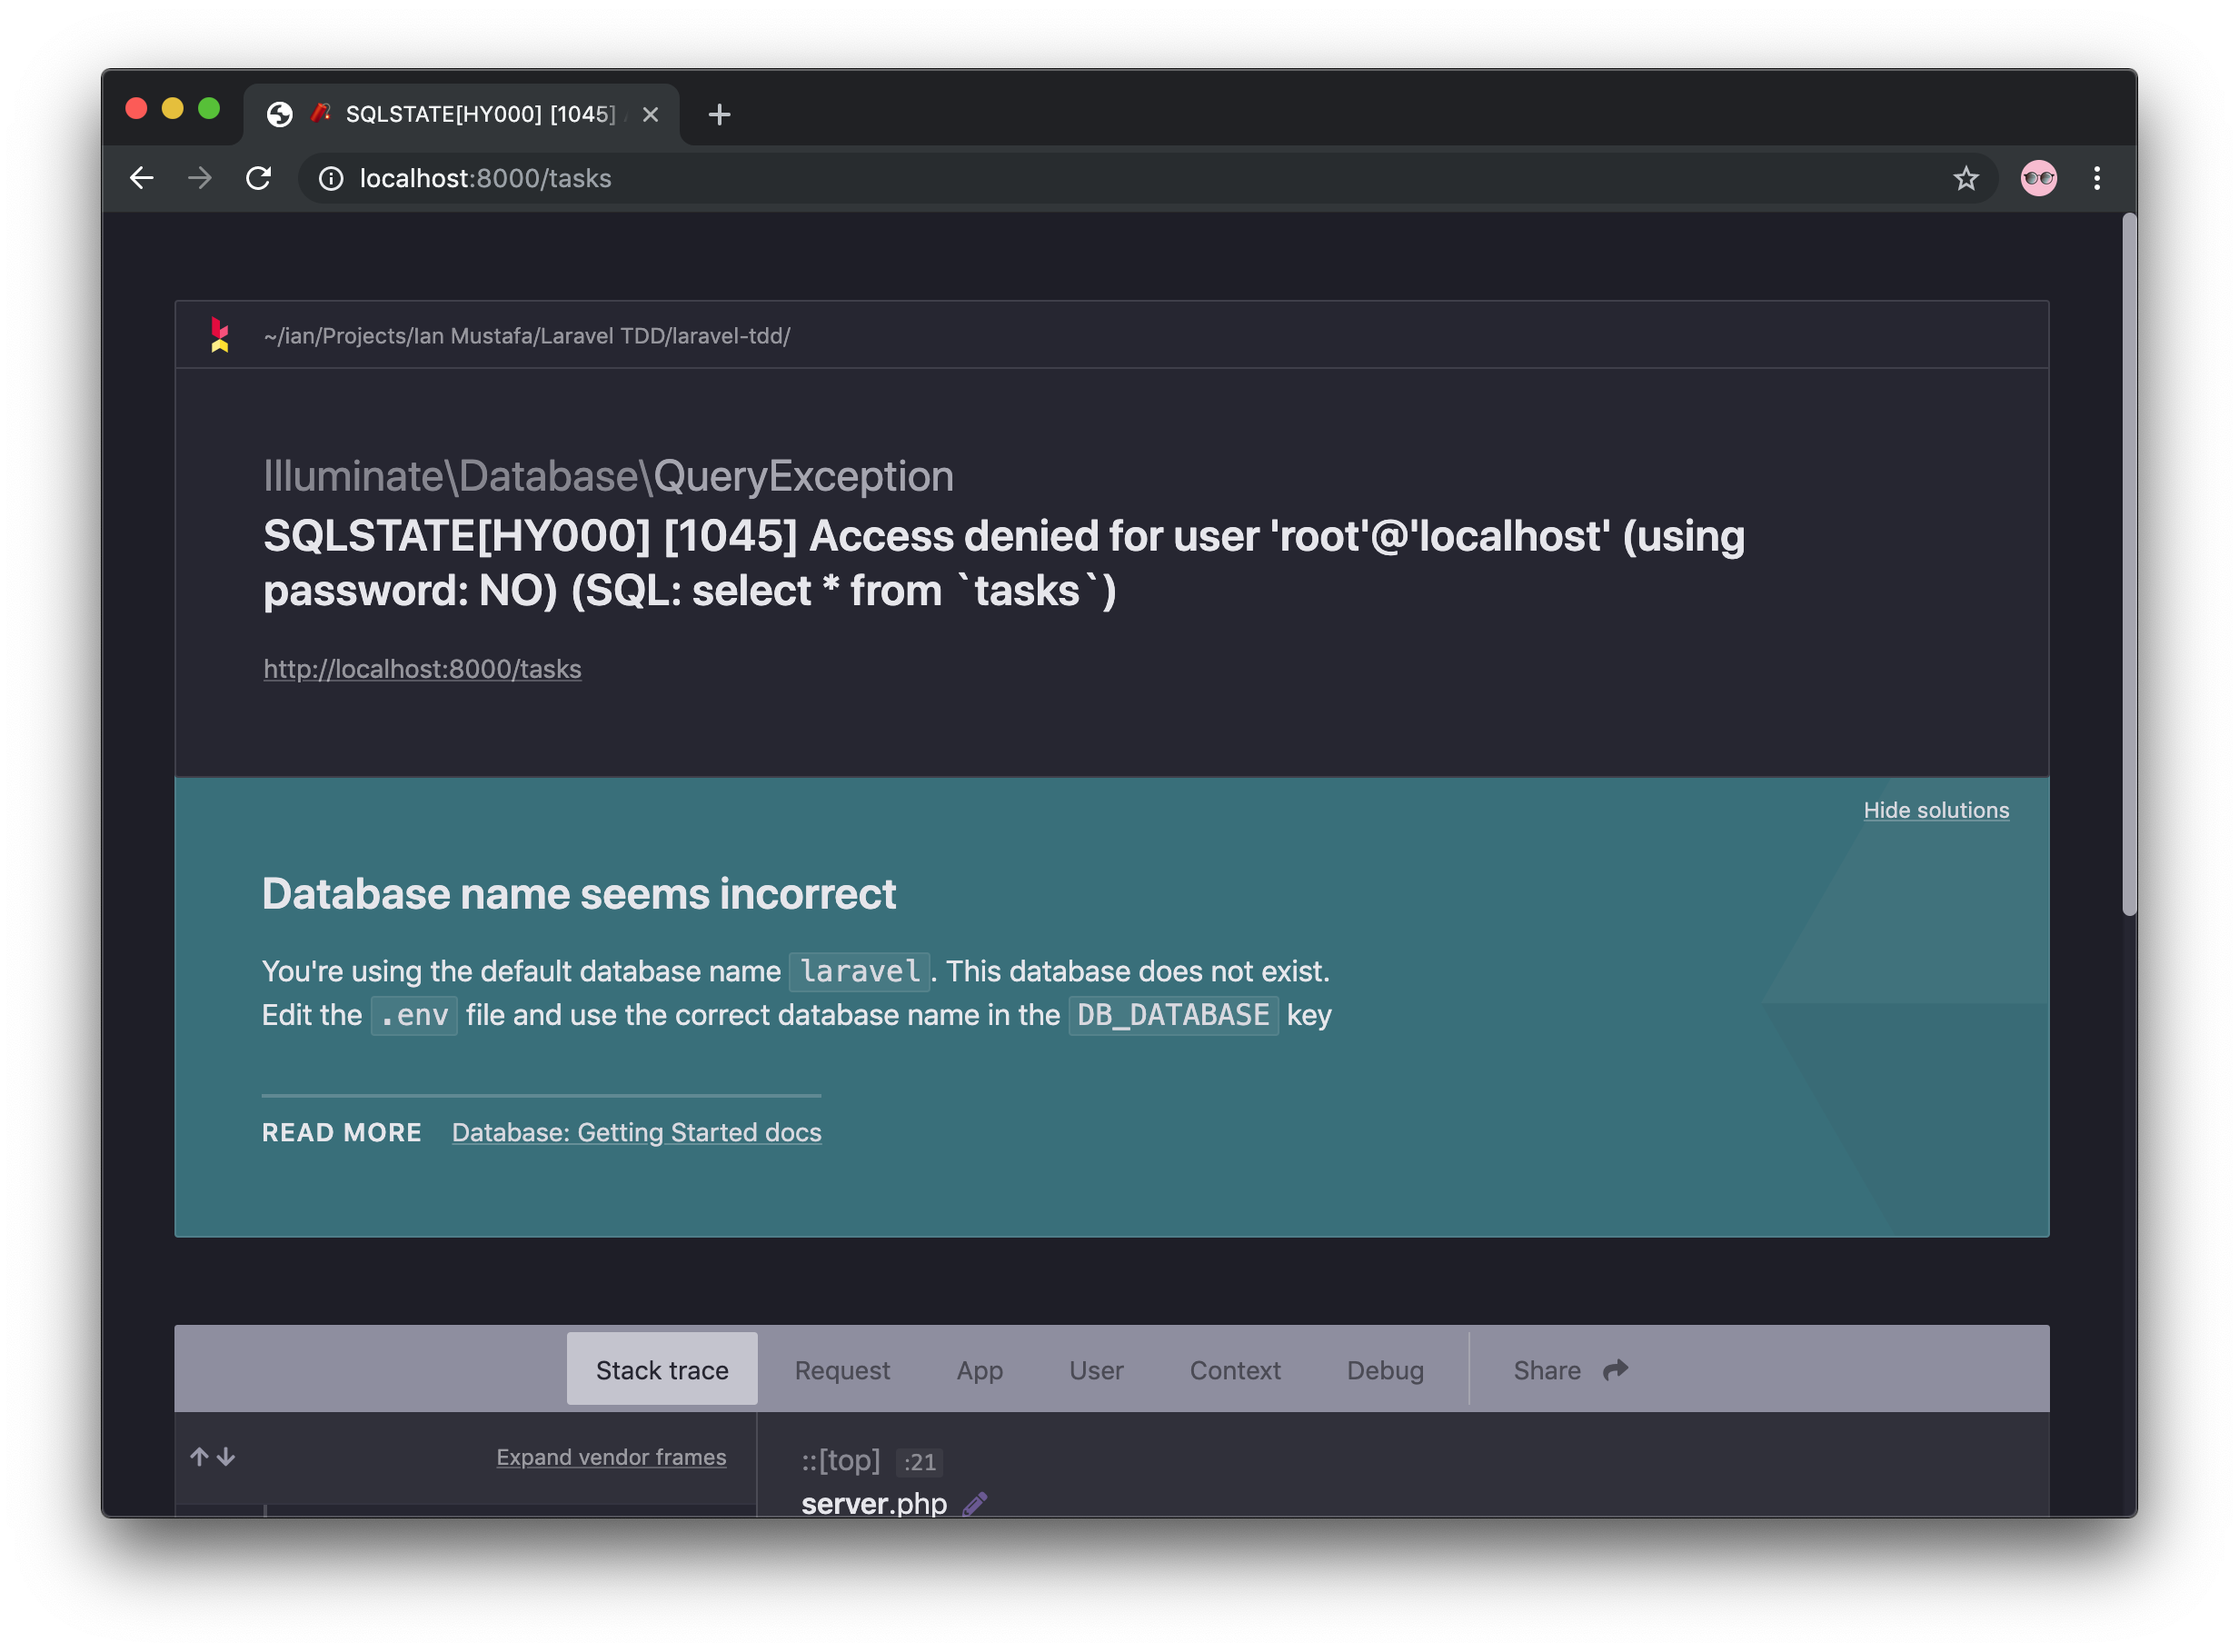 SQLSTATE[HY000] [1045]
localhost:8000/tasks
~/ian/Projects/Ian Mustafa/Laravel TDD/laravel-tdd/
Illuminate\Database\QueryException
SQLSTATE[HY000] [1045] Access denied for user 'root'@'localhost' (using
password: NO) (SQL: select * from `tasks`)
http://localhost:8000/tasks
Hide solutions
Database name seems incorrect
You're using the default database name laravel. This database does not exist.
Edit the .env file and use the correct database name in the DB_DATABASE key
READ MORE Database: Getting Started docs
Stack trace Request App User Context Debug Share
Expand vendor frames
::[top] :21
server.php